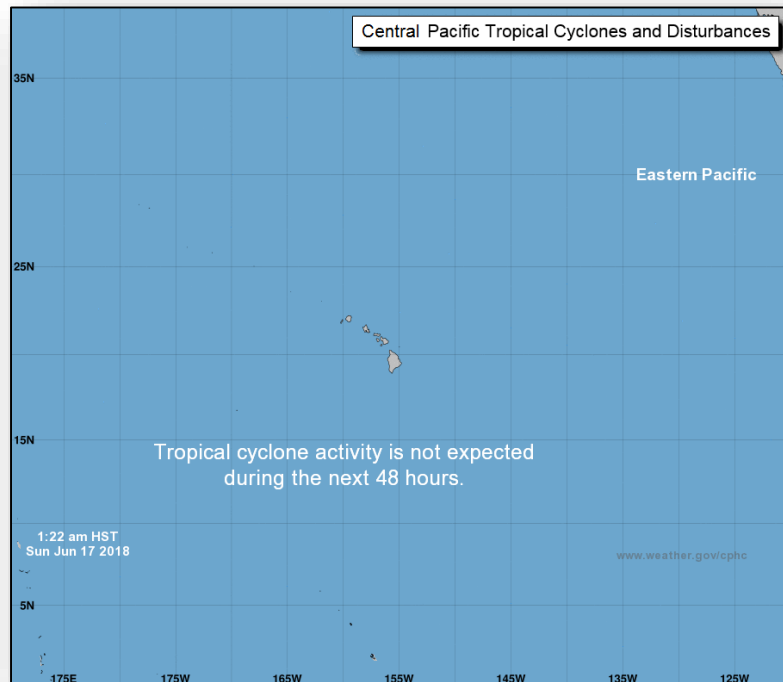 Central Pacific Tropical Cyclones and Disturbances
35N
Eastern Pacific
25N
15N
Tropical cyclone activity is not expected
during the next 48 hours.
1:22 am HST
Sun Jun 17 2018
www.weather.gov/cphc
5N
175E 175W 165W 155W 145W 135W 125W